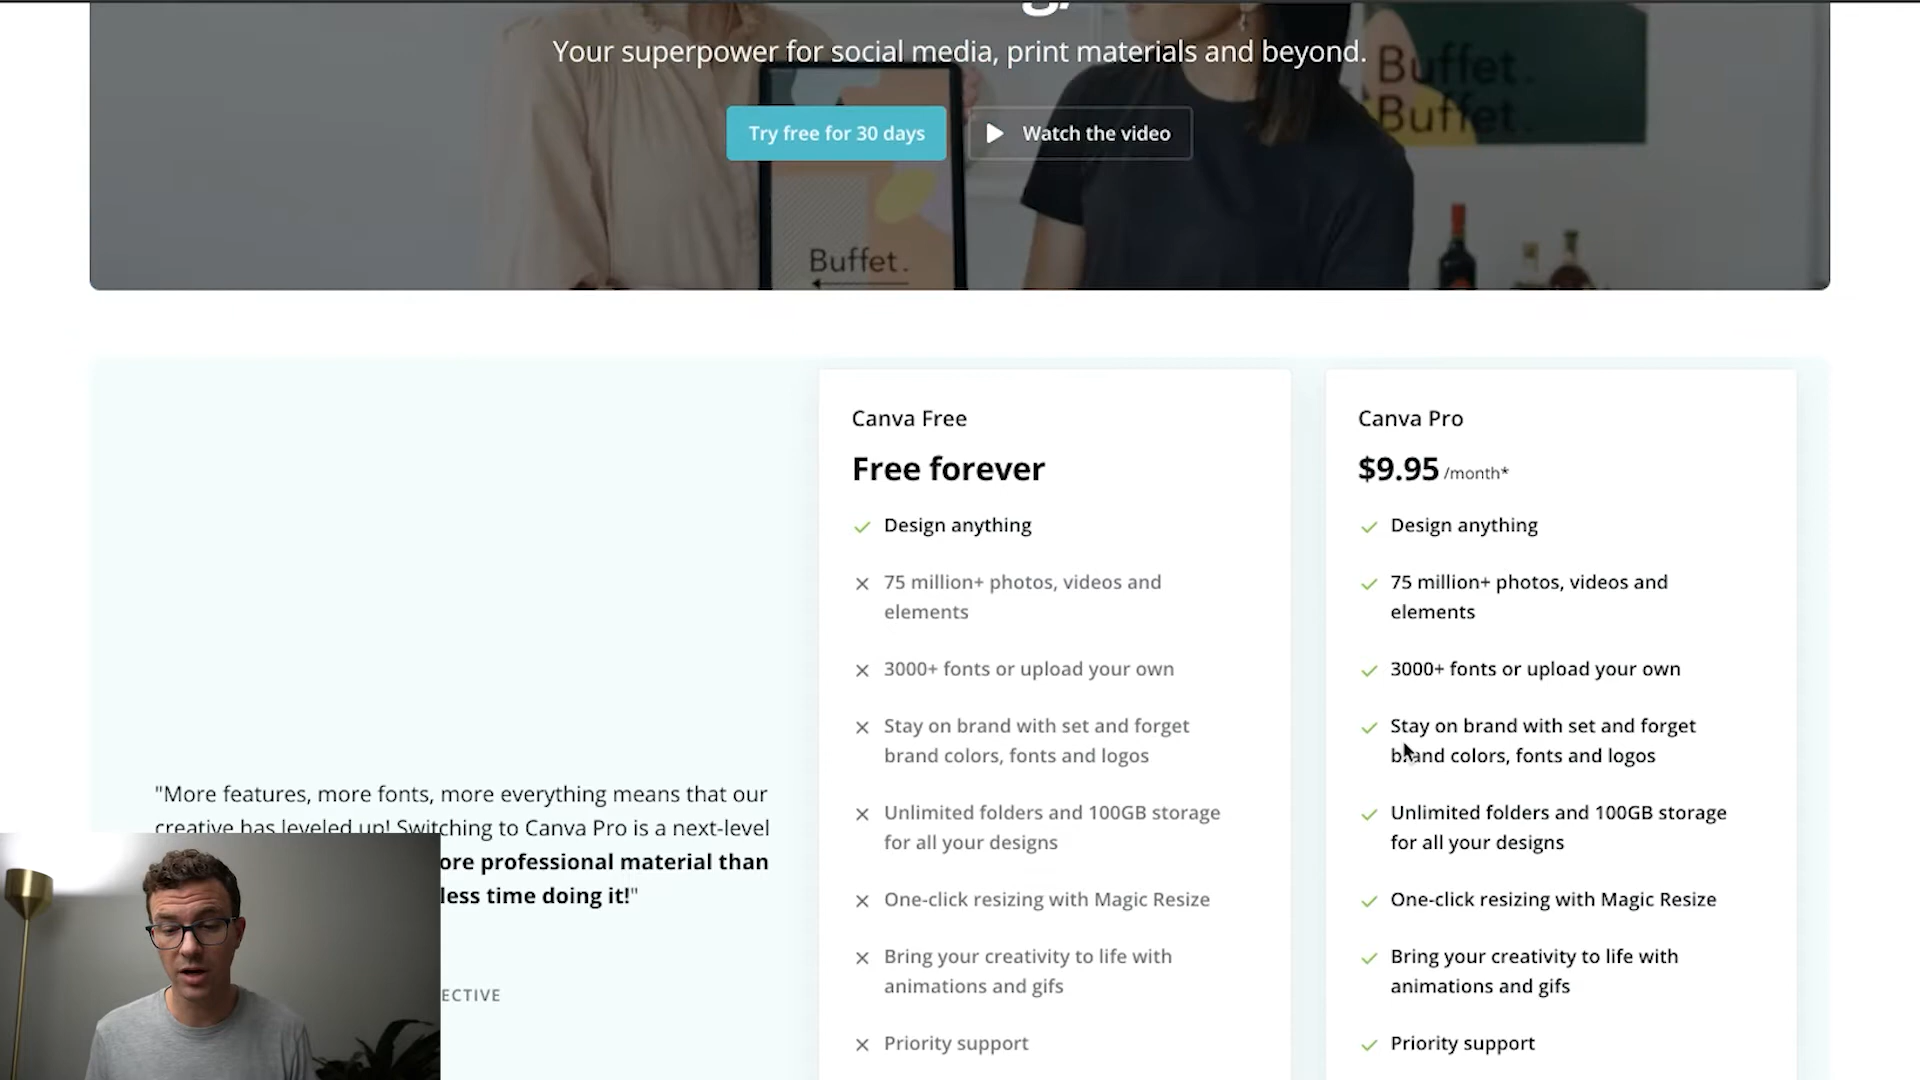 Your superpower for social media, print materials and beyond.
Buffet.
Buffet.
Try free for 30 days
Watch the video
Buffet.
Canva Free
Free forever
Design anything
75 million+ photos, videos and
elements
3000+ fonts or upload your own
Stay on brand with set and forget
brand colors, fonts and logos
Unlimited folders and 100GB storage
for all your designs
One-click resizing with Magic Resize
Bring your creativity to life with
animations and gifs
Priority support
Canva Pro
$9.95 /month*
Design anything
75 million+ photos, videos and
elements
3000+ fonts or upload your own
Stay on brand with set and forget
brand colors, fonts and logos
Unlimited folders and 100GB storage
for all your designs
One-click resizing with Magic Resize
Bring your creativity to life with
animations and gifs
Priority support
"More features, more fonts, more everything means that our
creative has leveled up! Switching to Canva Pro is a next-level
professional material than
less time doing it!"